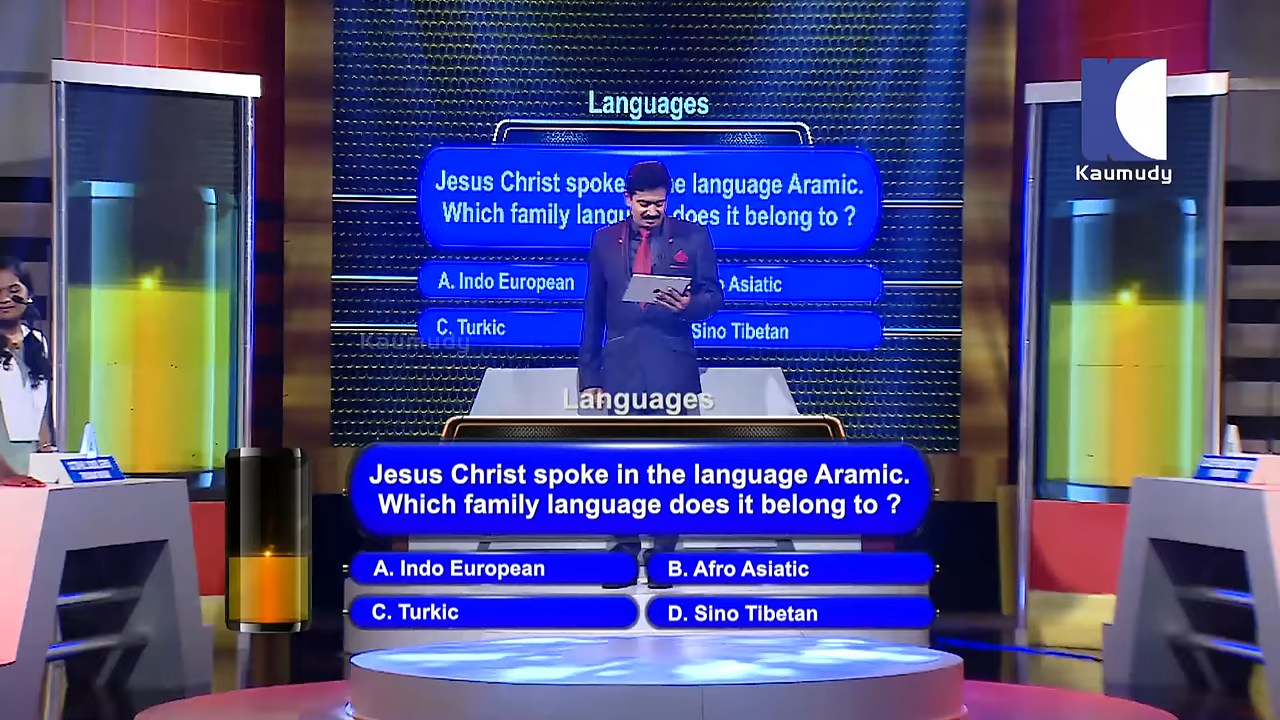 Languages
Jesus Christ spoke language Aramic.
Which family does it belong to ?
A. Indo European
Asiatic
C. Turkic
Sino Tibetan
Kaumudy
Kaumudy
Languages
Jesus Christ spoke in the language Aramic.
Which family language does it belong to ?
A. Indo European
B. Afro Asiatic
C. Turkic
D. Sino Tibetan